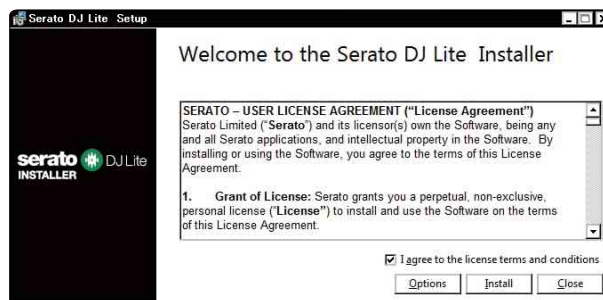 Serato DJ Lite Setup
Welcome to the Serato DJ Lite Installer
SERATO – USER LICENSE AGREEMENT (“License Agreement”)
Serato Limited (“Serato”) and its licensor(s) own the Software, being any
and all Serato applications, and intellectual property in the Software. By
installing or using the Software, you agree to the terms of this License
Agreement.
1. Grant of License: Serato grants you a perpetual, non-exclusive,
personal license (“License”) to install and use the Software on the terms
of this License Agreement.
serato DJ Lite
INSTALLER
I agree to the license terms and conditions
Options Install Close